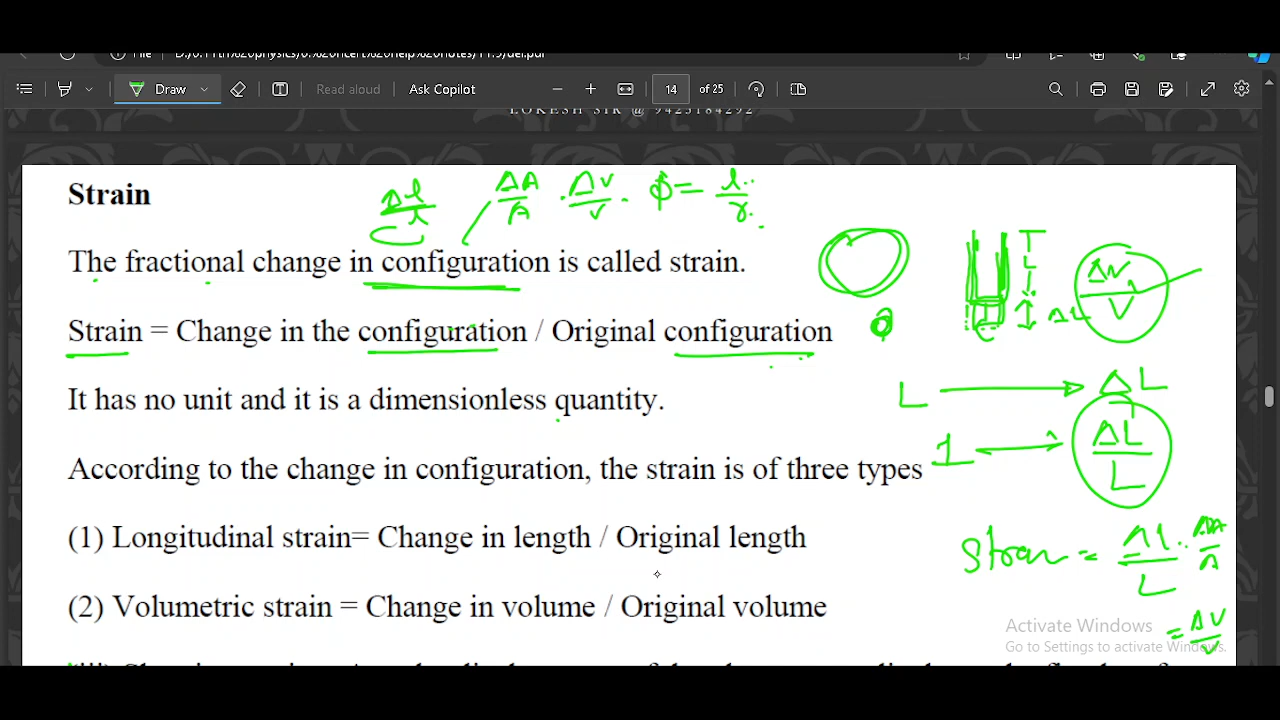 Draw
Read aloud
Ask Copilot
14 of 25
LOKESH SIR @ 9425184292
Strain
Δl/l ΔA/A · ΔV/V · ϕ = l/r
The fractional change in configuration is called strain.
L
ΔV/V
ΔL
Strain = Change in the configuration / Original configuration
It has no unit and it is a dimensionless quantity.
L → ΔL
According to the change in configuration, the strain is of three types
1 ΔL/L
(1) Longitudinal strain= Change in length / Original length
Strain = Δl/L ΔA/A
(2) Volumetric strain = Change in volume / Original volume
= ΔV/V
Activate Windows
Go to Settings to activate Windows.